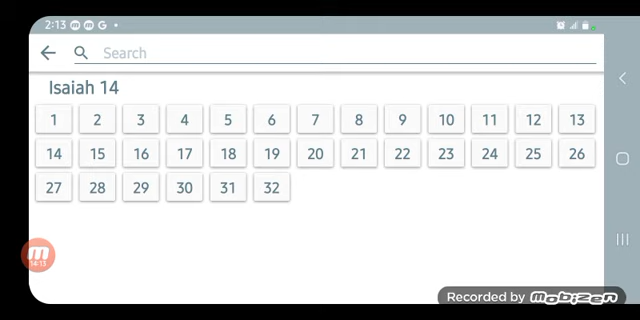 2:13
Search
Isaiah 14
1 2 3 4 5 6 7 8 9 10 11 12 13
14 15 16 17 18 19 20 21 22 23 24 25 26
27 28 29 30 31 32
14:13
Recorded by mobizen